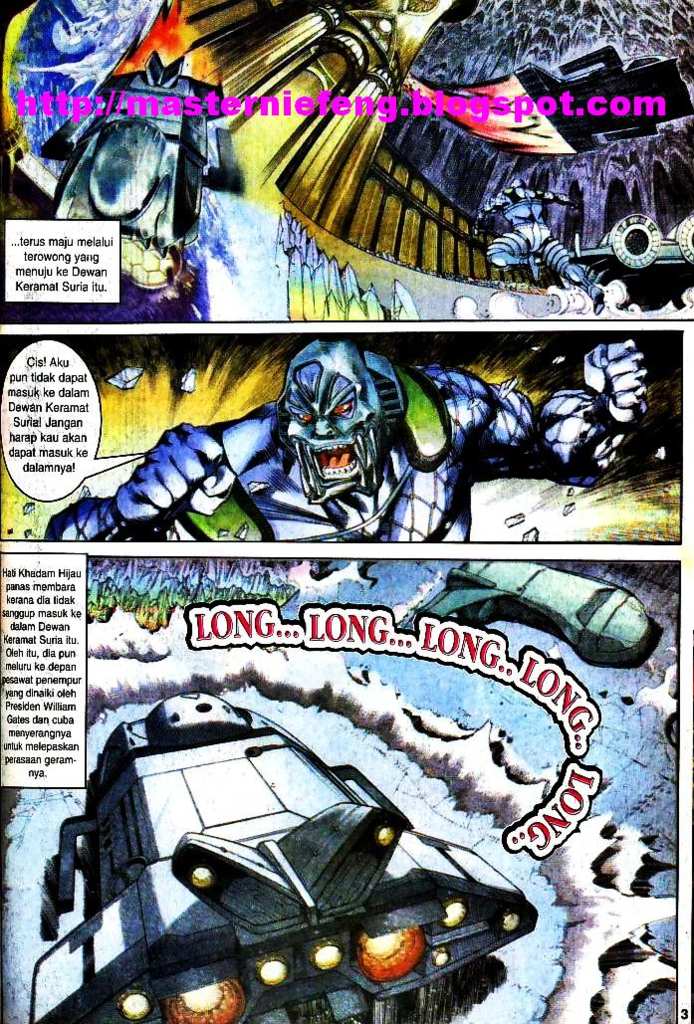 http://masterniefeng.blogspot.com
...terus maju melalui
terowong yang
menuju ke Dewan
Keramat Suria itu.
Cis! Aku
pun tidak dapat
masuk ke dalam
Dewan Keramat
Suria! Jangan
harap kau akan
dapat masuk ke
dalamnya!
Hati Khadam Hijau
panas membara
kerana dia tidak
sanggup masuk ke
dalam Dewan
Keramat Suria itu.
Oleh itu, dia pun
meluru ke depan
pesawat penempur
yang dinaiki oleh
Presiden William
Gates dan cuba
menyerangnya
untuk melepaskan
perasaan geram-
nya.
LONG... LONG... LONG.. LONG.. LONG..
3